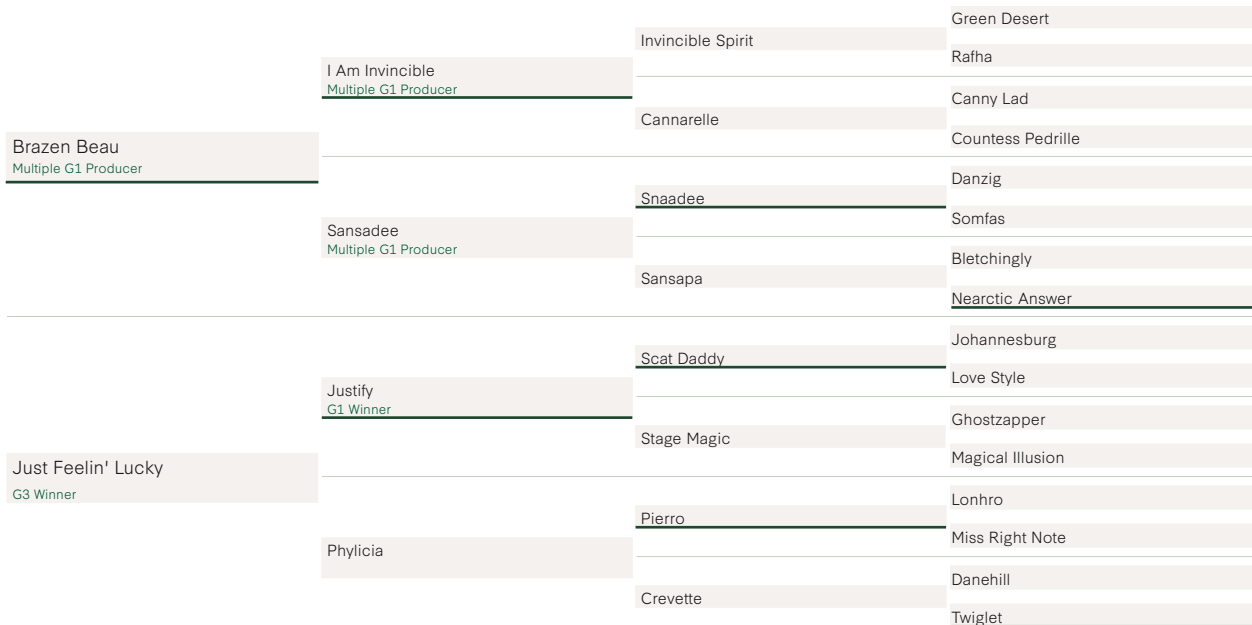 Brazen Beau
Multiple G1 Producer
Just Feelin' Lucky
G3 Winner
I Am Invincible
Multiple G1 Producer
Sansadee
Multiple G1 Producer
Justify
G1 Winner
Phylicia
Invincible Spirit
Cannarelle
Snaadee
Sansapa
Scat Daddy
Stage Magic
Pierro
Crevette
Green Desert
Rafha
Canny Lad
Countess Pedrille
Danzig
Somfas
Bletchingly
Nearctic Answer
Johannesburg
Love Style
Ghostzapper
Magical Illusion
Lonhro
Miss Right Note
Danehill
Twiglet